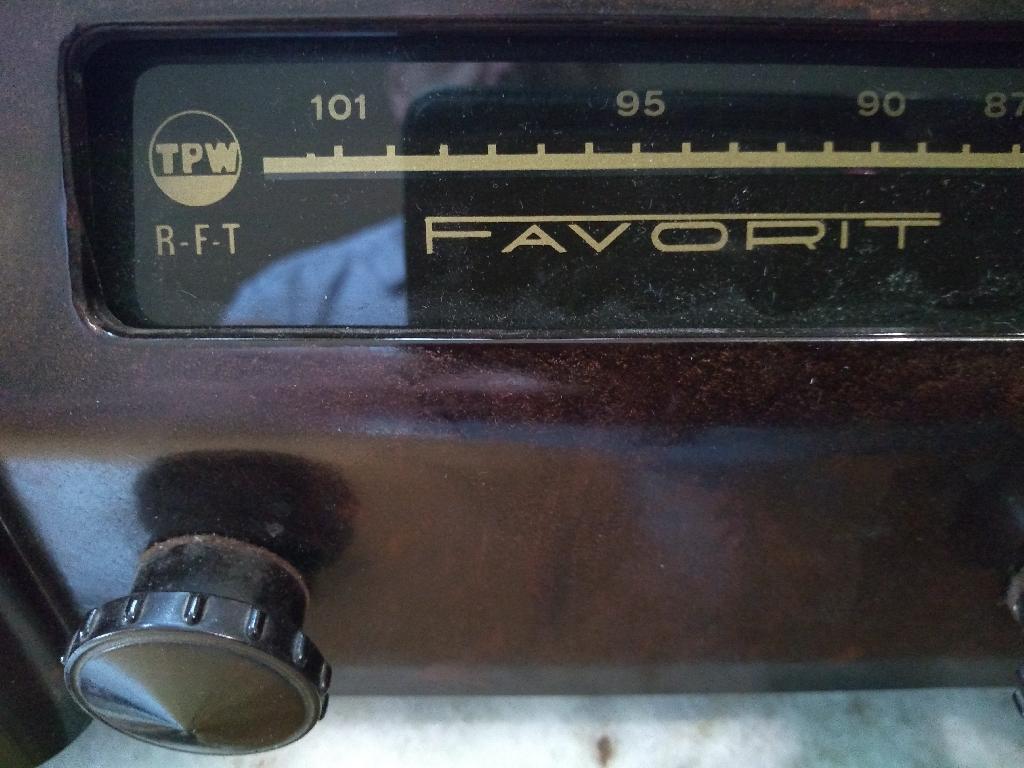 101 95 90 87
TPW
R-F-T
FAVORIT